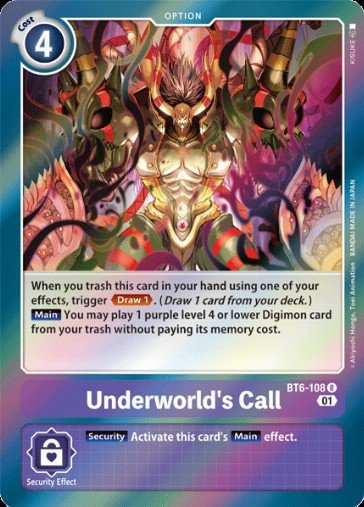 Cost
4
OPTION
KISUKE
BANDAI MADE IN JAPAN
©Akiyoshi Hongo, Toei Animation
When you trash this card in your hand using one of your
effects, trigger Draw 1. (Draw 1 card from your deck.)
Main You may play 1 purple level 4 or lower Digimon card
from your trash without paying its memory cost.
BT6-108 R
Underworld's Call
01
Security Activate this card's Main effect.
Security Effect